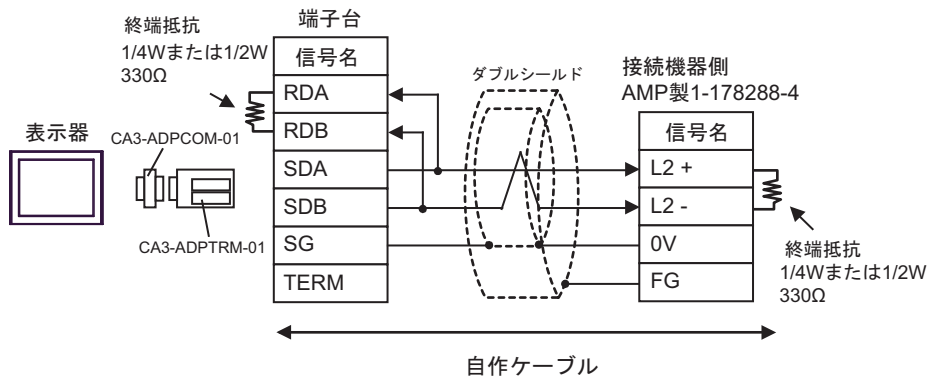 終端抵抗
1/4Wまたは1/2W
330Ω
端子台
信号名
RDA
RDB
SDA
SDB
SG
TERM
表示器
CA3-ADPCOM-01
CA3-ADPTRM-01
ダブルシールド
接続機器側
AMP製1-178288-4
信号名
L2 +
L2 -
0V
FG
終端抵抗
1/4Wまたは1/2W
330Ω
自作ケーブル